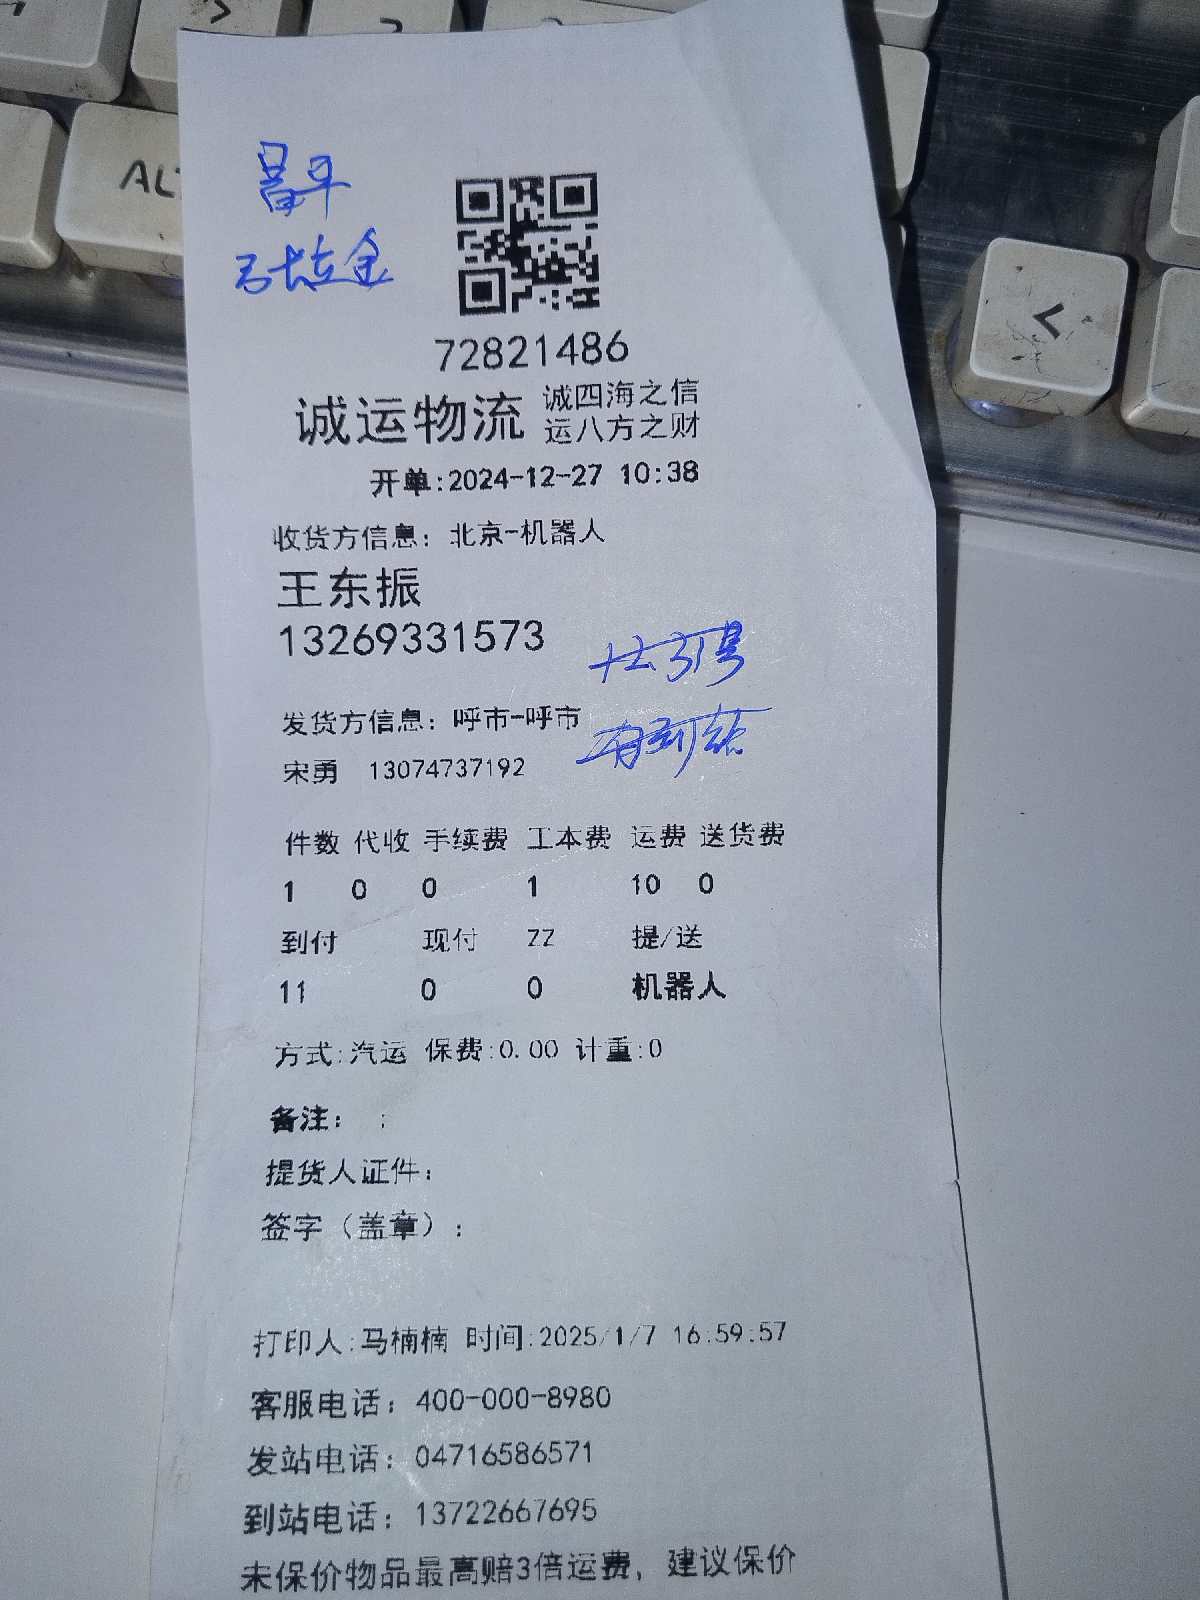 ALT
昌平
72821486
诚运物流 诚四海之信
运八方之财
开单:2024-12-27 10:38
收货方信息：北京-机器人
王东振
13269331573
发货方信息：呼市-呼市
宋勇 13074737192
件数 代收 手续费 工本费 运费 送货费
1 0 0 1 10 0
到付 现付 ZZ 提/送
11 0 0 机器人
方式:汽运 保费:0.00 计重:0
备注： ;
提货人证件：
签字（盖章）：
打印人:马楠楠 时间:2025/1/7 16:59:57
客服电话：400-000-8980
发站电话：04716586571
到站电话：13722667695
未保价物品最高赔3倍运费，建议保价